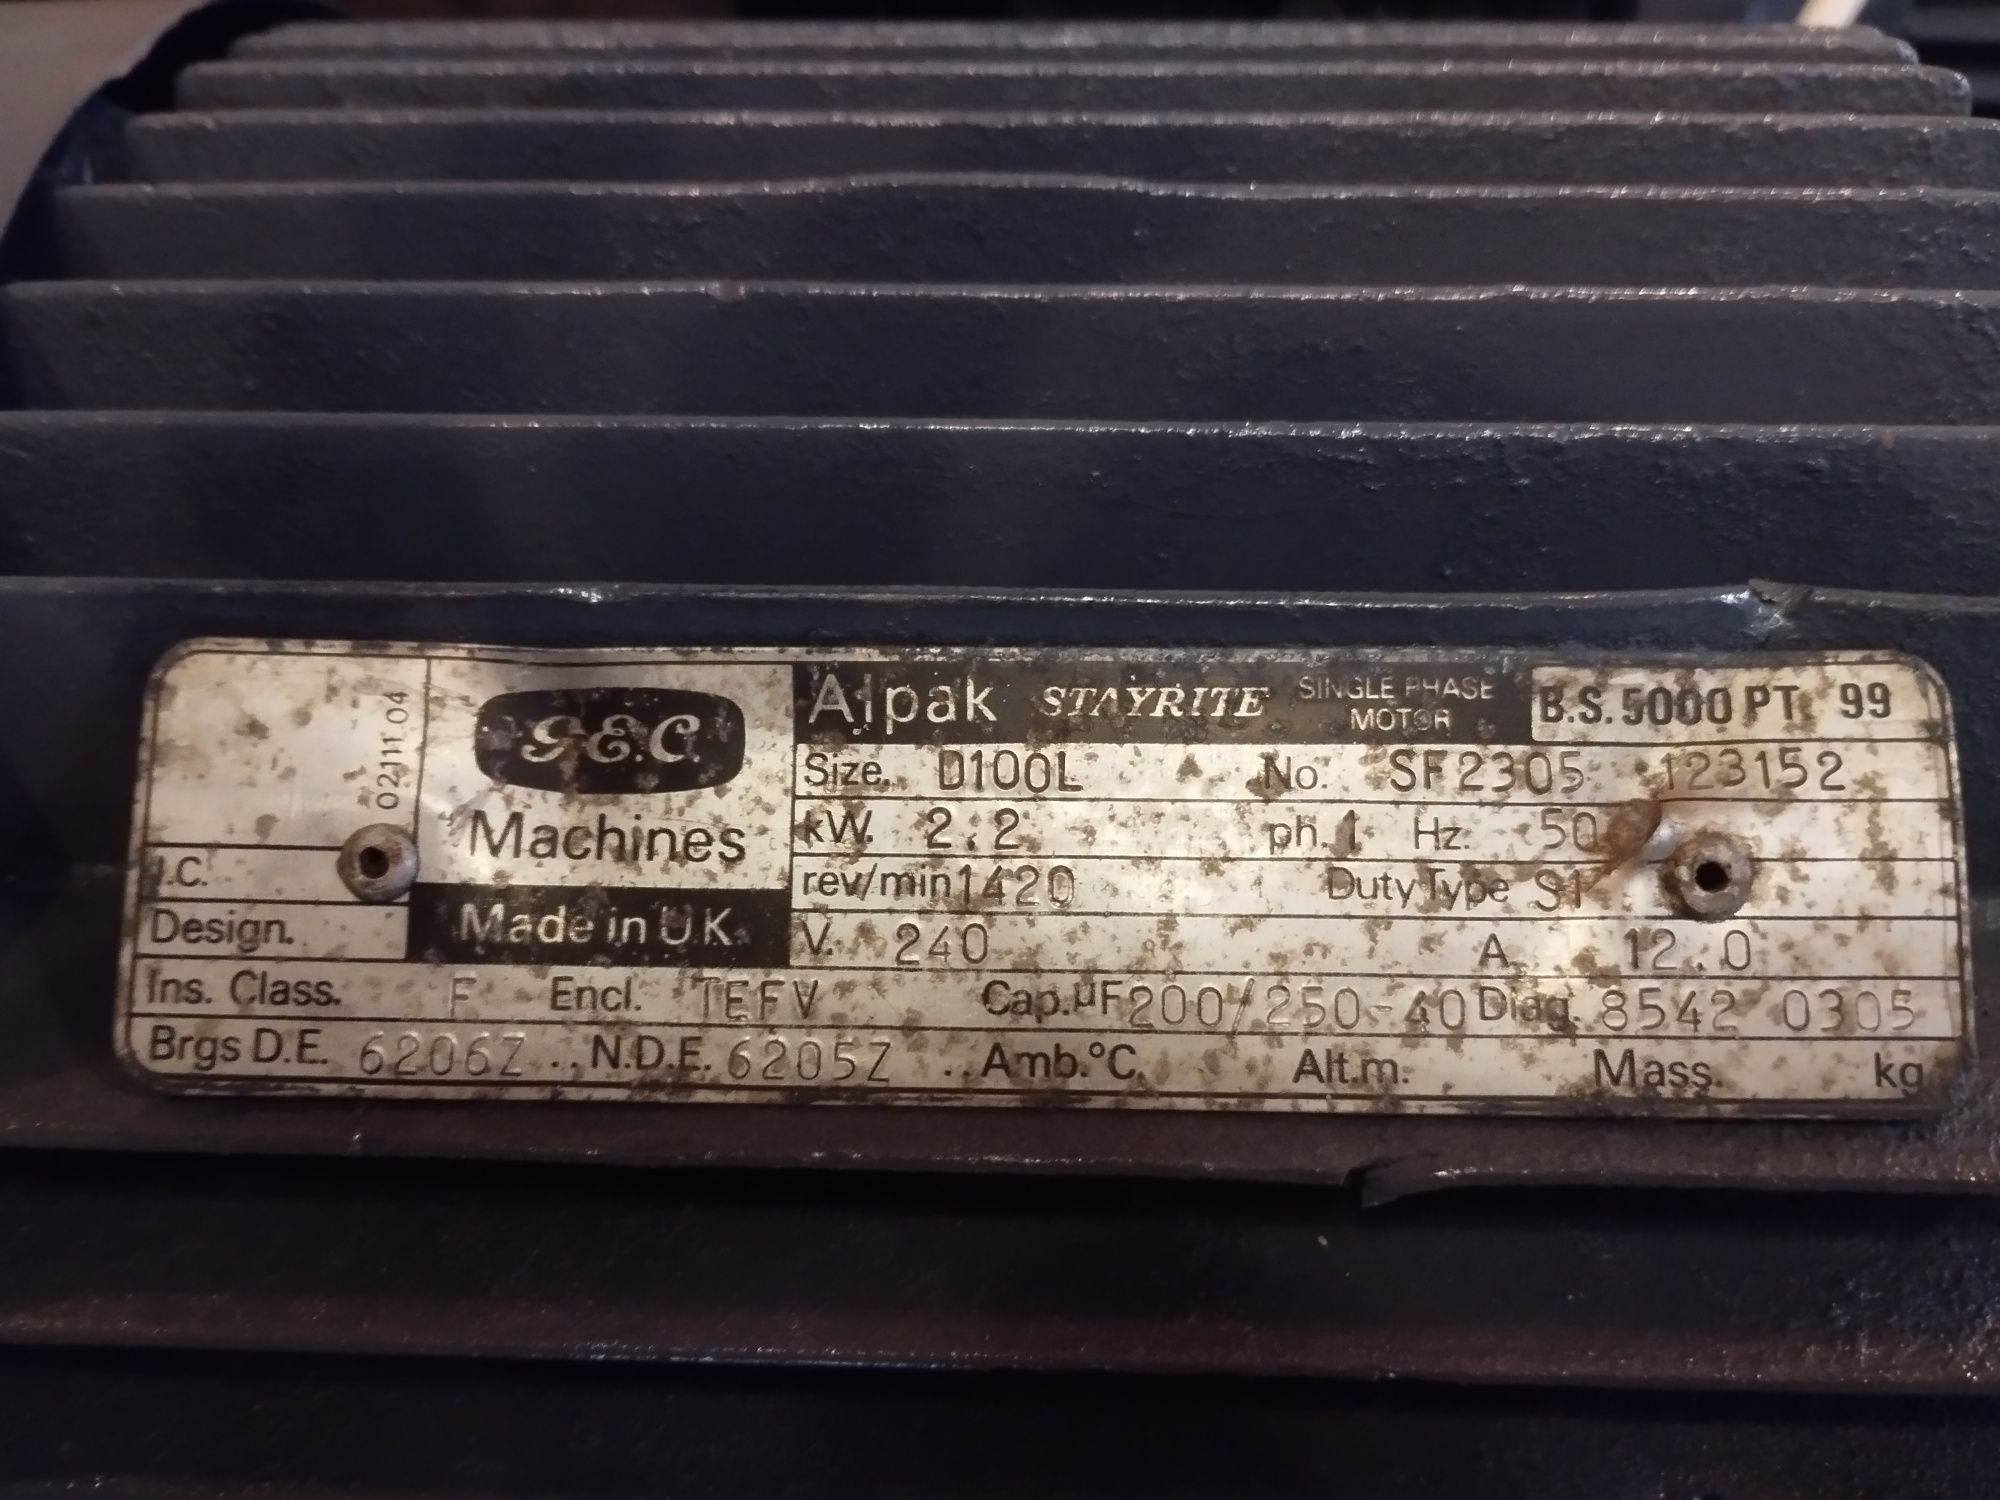 02111 04
G.E.C.
Machines
Made in U.K.
Alpak STAYRITE SINGLE PHASE MOTOR B.S. 5000 PT. 99
Size. D100L No. SF2305 123152
kW. 2.2 ph. 1 Hz. 50
rev/min 1420 Duty Type S1
V. 240 A 12.0
I.C.
Design.
Ins. Class. F Encl. TEFV Cap. µF 200/250-40 Diag. 8542 0305
Brgs D.E. 6206Z .. N.D.E. 6205Z .. Amb.°C. Alt.m. Mass. kg